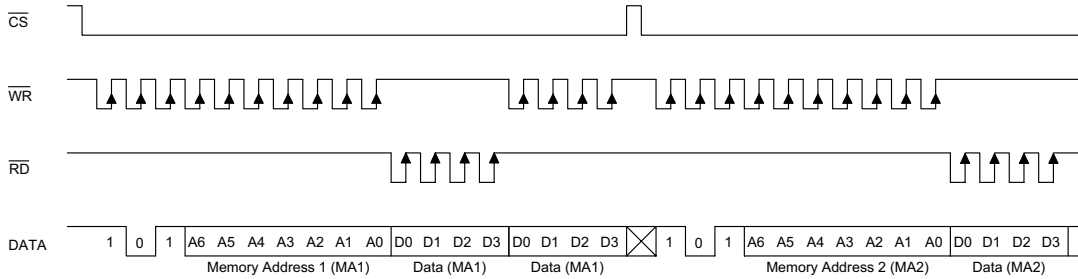 CS
WR
RD
DATA 1 0 1 A6 A5 A4 A3 A2 A1 A0 D0 D1 D2 D3 D0 D1 D2 D3 1 0 1 A6 A5 A4 A3 A2 A1 A0 D0 D1 D2 D3
Memory Address 1 (MA1) Data (MA1) Data (MA1) Memory Address 2 (MA2) Data (MA2)